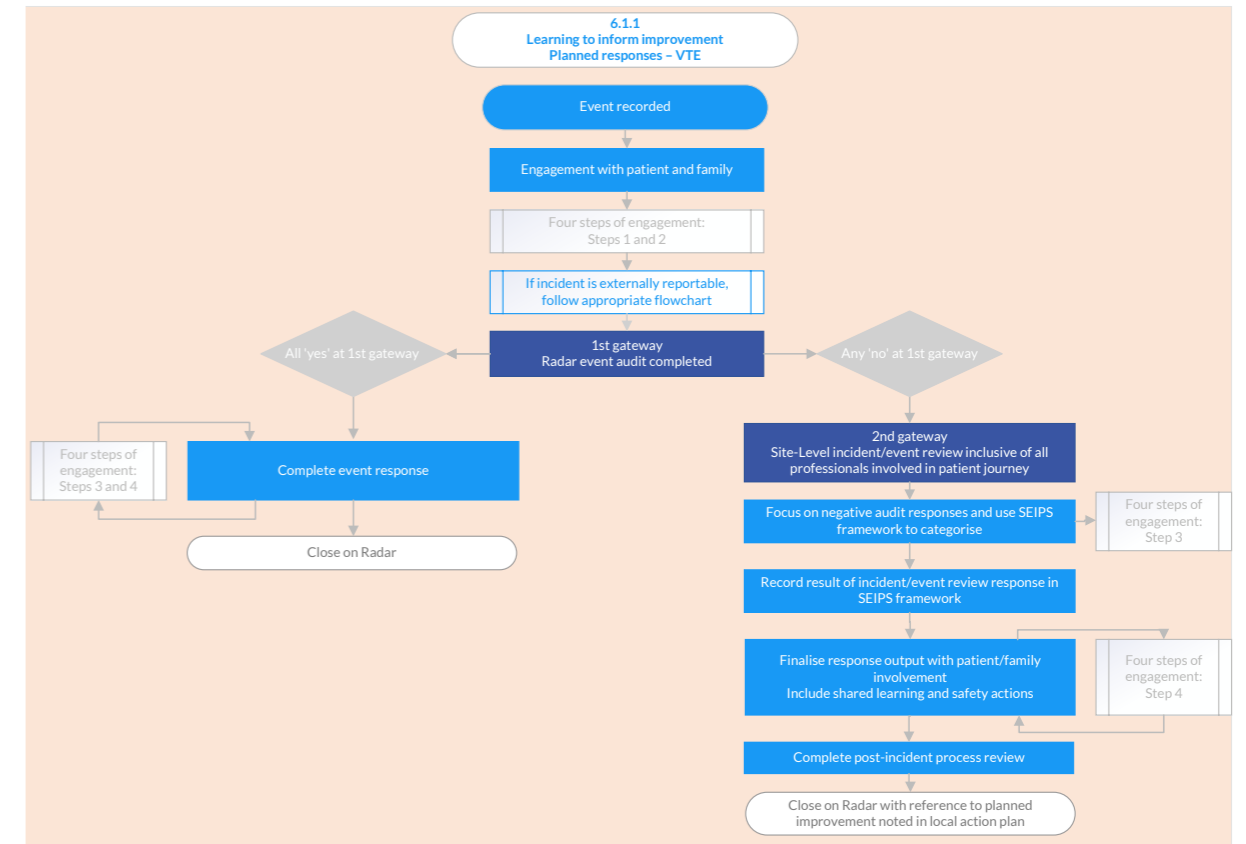 6.1.1
Learning to inform improvement
Planned responses – VTE
Event recorded
Engagement with patient and family
Four steps of engagement:
Steps 1 and 2
If incident is externally reportable,
follow appropriate flowchart
All ‘yes’ at 1st gateway
1st gateway
Radar event audit completed
Any ‘no’ at 1st gateway
Four steps of
engagement:
Steps 3 and 4
Complete event response
Close on Radar
2nd gateway
Site-Level incident/event review inclusive of all
professionals involved in patient journey
Focus on negative audit responses and use SEIPS
framework to categorise
Four steps of
engagement:
Step 3
Record result of incident/event review response in
SEIPS framework
Finalise response output with patient/family
involvement
Include shared learning and safety actions
Four steps of
engagement:
Step 4
Complete post-incident process review
Close on Radar with reference to planned
improvement noted in local action plan